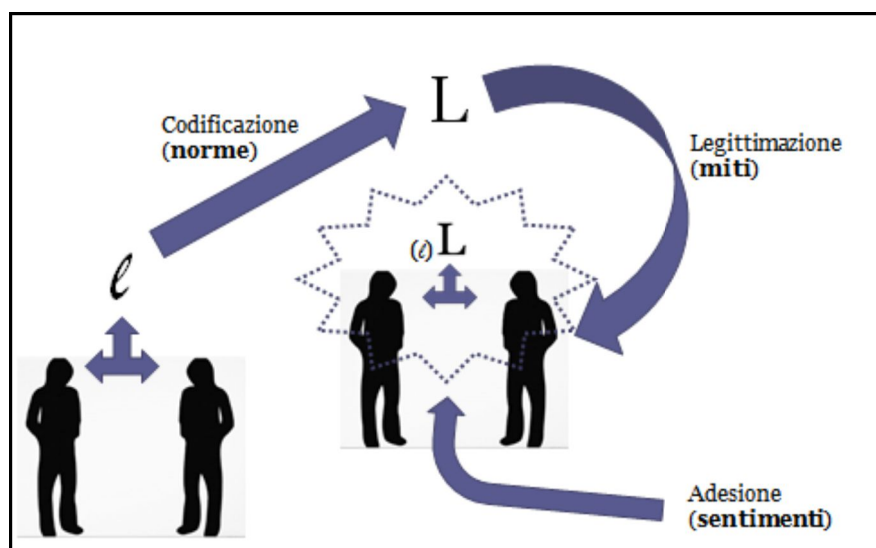 L
Codificazione
(norme)
Legittimazione
(miti)
(ℓ) L
ℓ
Adesione
(sentimenti)